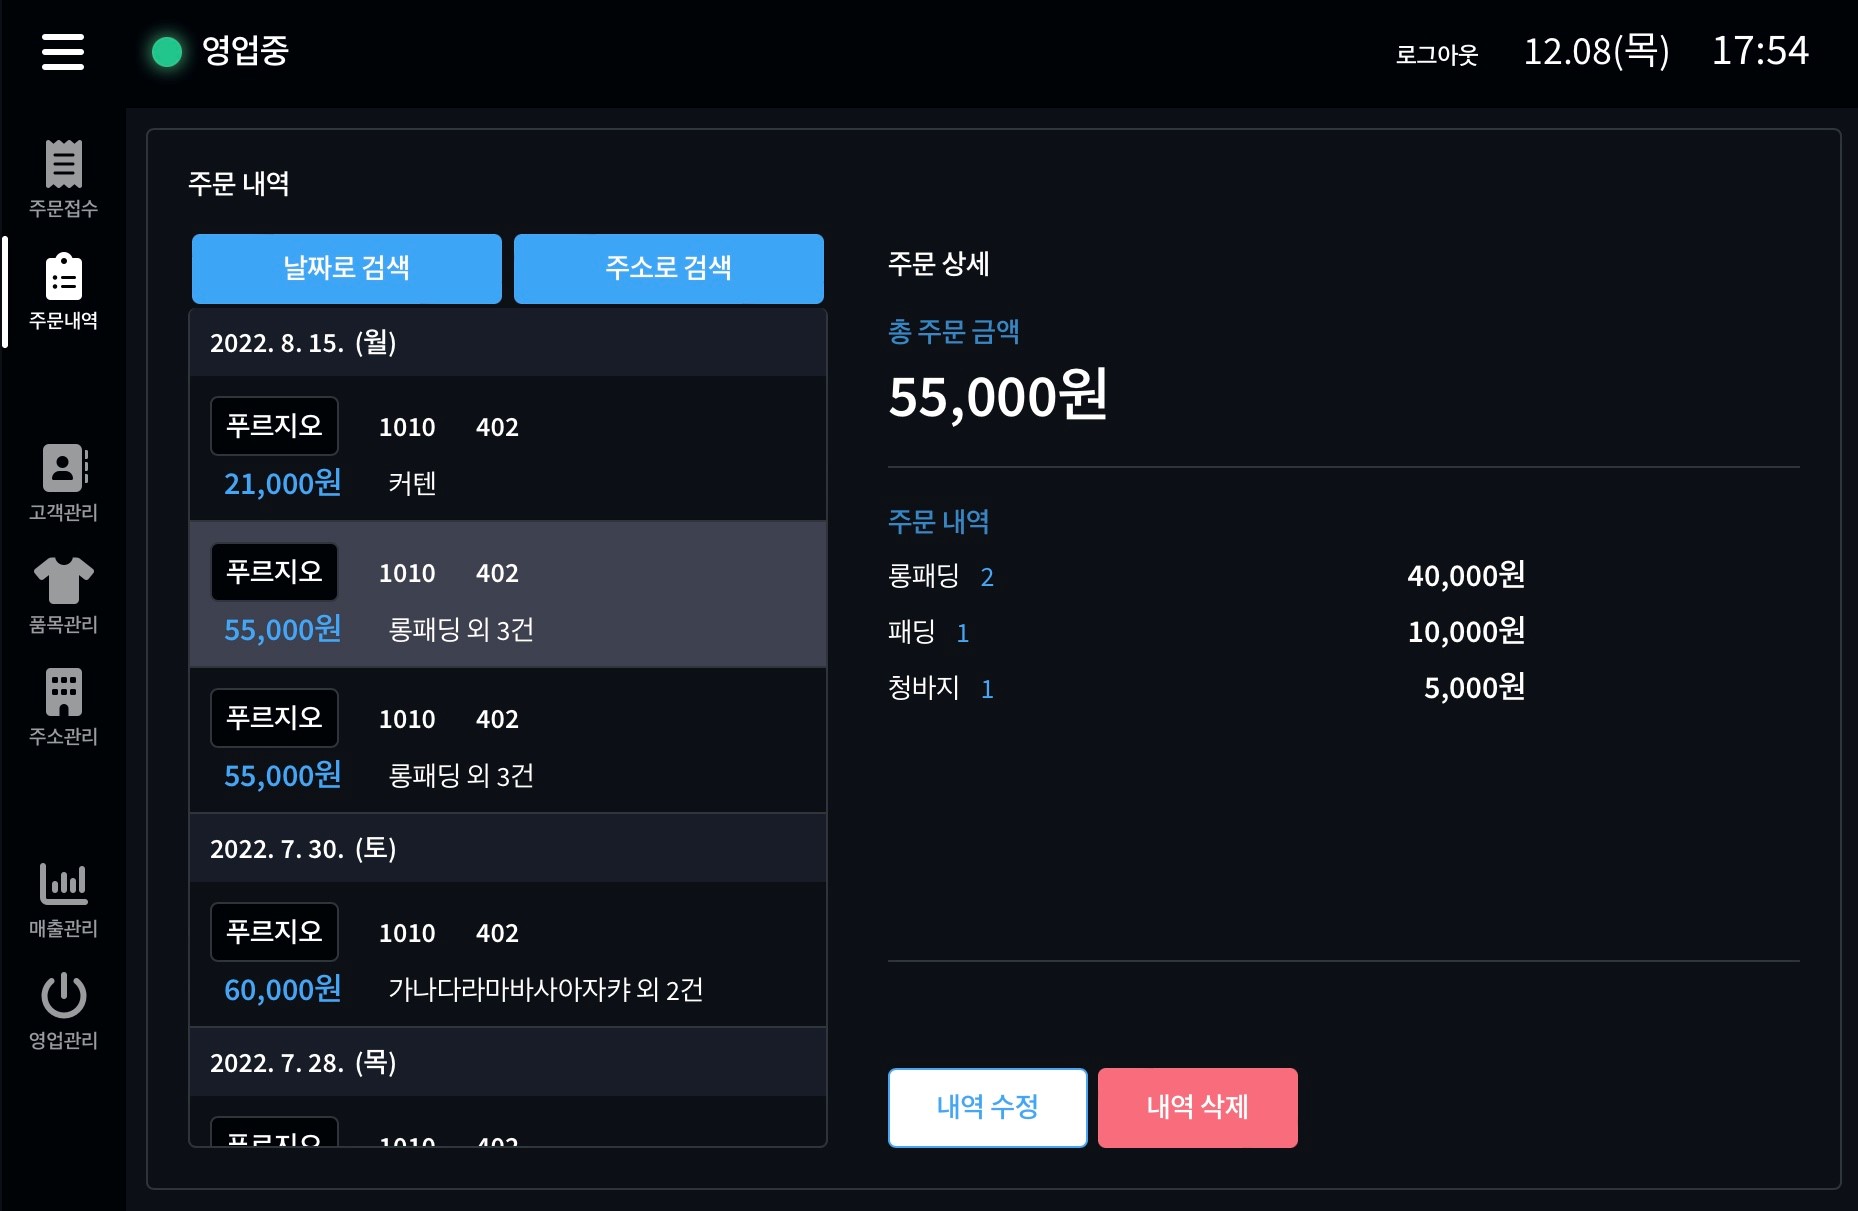 영업중
로그아웃 12.08(목) 17:54
주문접수
주문내역
고객관리
품목관리
주소관리
매출관리
영업관리
주문 내역
날짜로 검색 주소로 검색
2022. 8. 15. (월)
푸르지오 1010 402
21,000원 커텐
푸르지오 1010 402
55,000원 롱패딩 외 3건
푸르지오 1010 402
55,000원 롱패딩 외 3건
2022. 7. 30. (토)
푸르지오 1010 402
60,000원 가나다라마바사아자캬 외 2건
2022. 7. 28. (목)
푸르지오 1010 402
주문 상세
총 주문 금액
55,000원
주문 내역
롱패딩 2 40,000원
패딩 1 10,000원
청바지 1 5,000원
내역 수정 내역 삭제